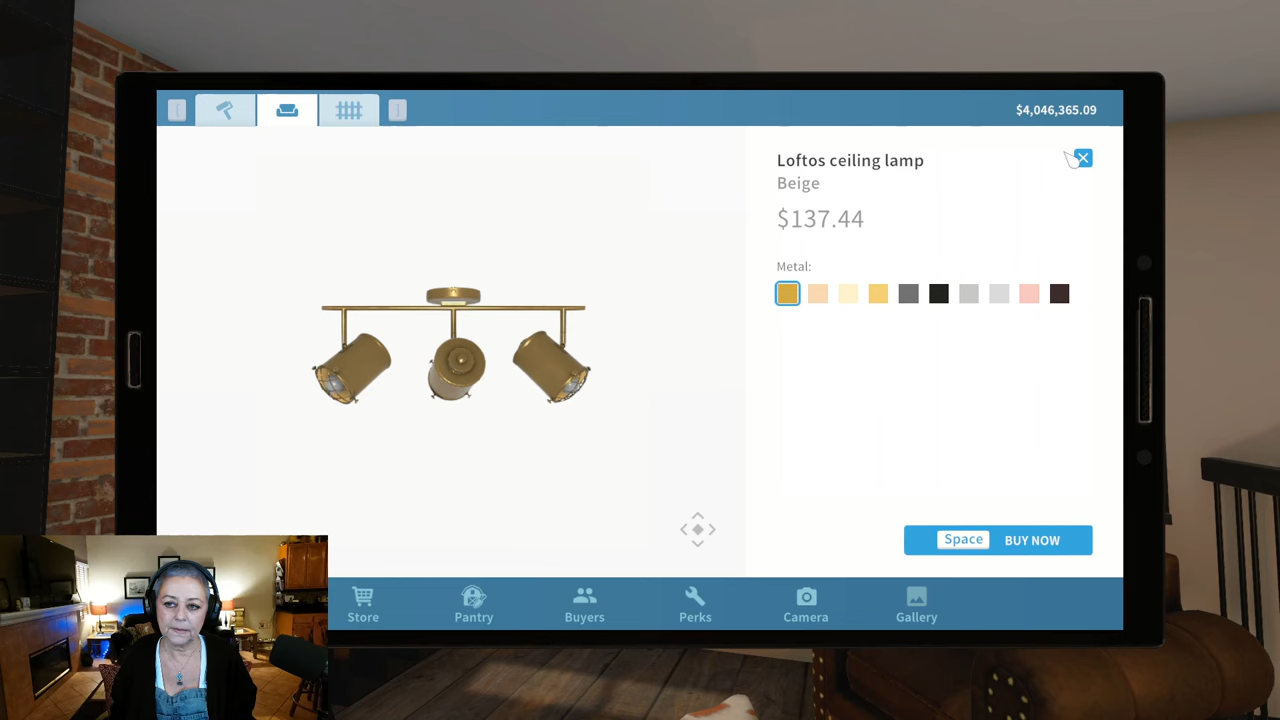 $4,046,365.09
Loftos ceiling lamp
Beige
$137.44
Metal:
Space BUY NOW
Store Pantry Buyers Perks Camera Gallery